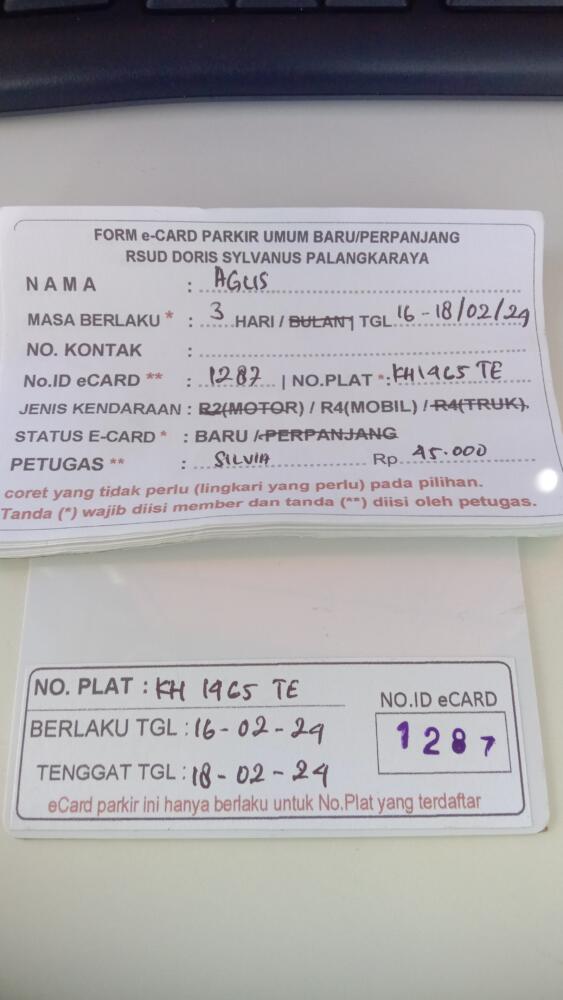 FORM e-CARD PARKIR UMUM BARU/PERPANJANG
RSUD DORIS SYLVANUS PALANGKARAYA
NAMA : AGUS
MASA BERLAKU * : 3 HARI / BULAN | TGL 16 - 18/02/24
NO. KONTAK :
No.ID eCARD ** : 1287 | NO.PLAT *: KH 1965 TE
JENIS KENDARAAN : R2(MOTOR) / R4(MOBIL) / R4(TRUK).
STATUS E-CARD * : BARU / PERPANJANG
PETUGAS ** : SILVIA Rp. 45.000
coret yang tidak perlu (lingkari yang perlu) pada pilihan.
Tanda (*) wajib diisi member dan tanda (**) diisi oleh petugas.
NO. PLAT : KH 1965 TE
NO.ID eCARD
BERLAKU TGL : 16-02-24
1287
TENGGAT TGL : 18-02-24
eCard parkir ini hanya berlaku untuk No.Plat yang terdaftar